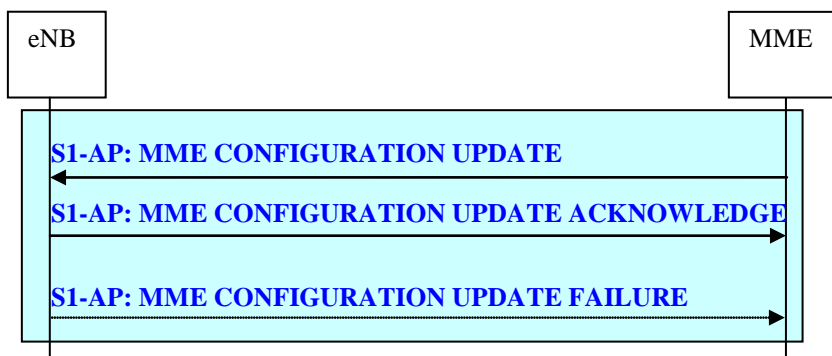 eNB
MME
S1-AP: MME CONFIGURATION UPDATE
S1-AP: MME CONFIGURATION UPDATE ACKNOWLEDGE
S1-AP: MME CONFIGURATION UPDATE FAILURE